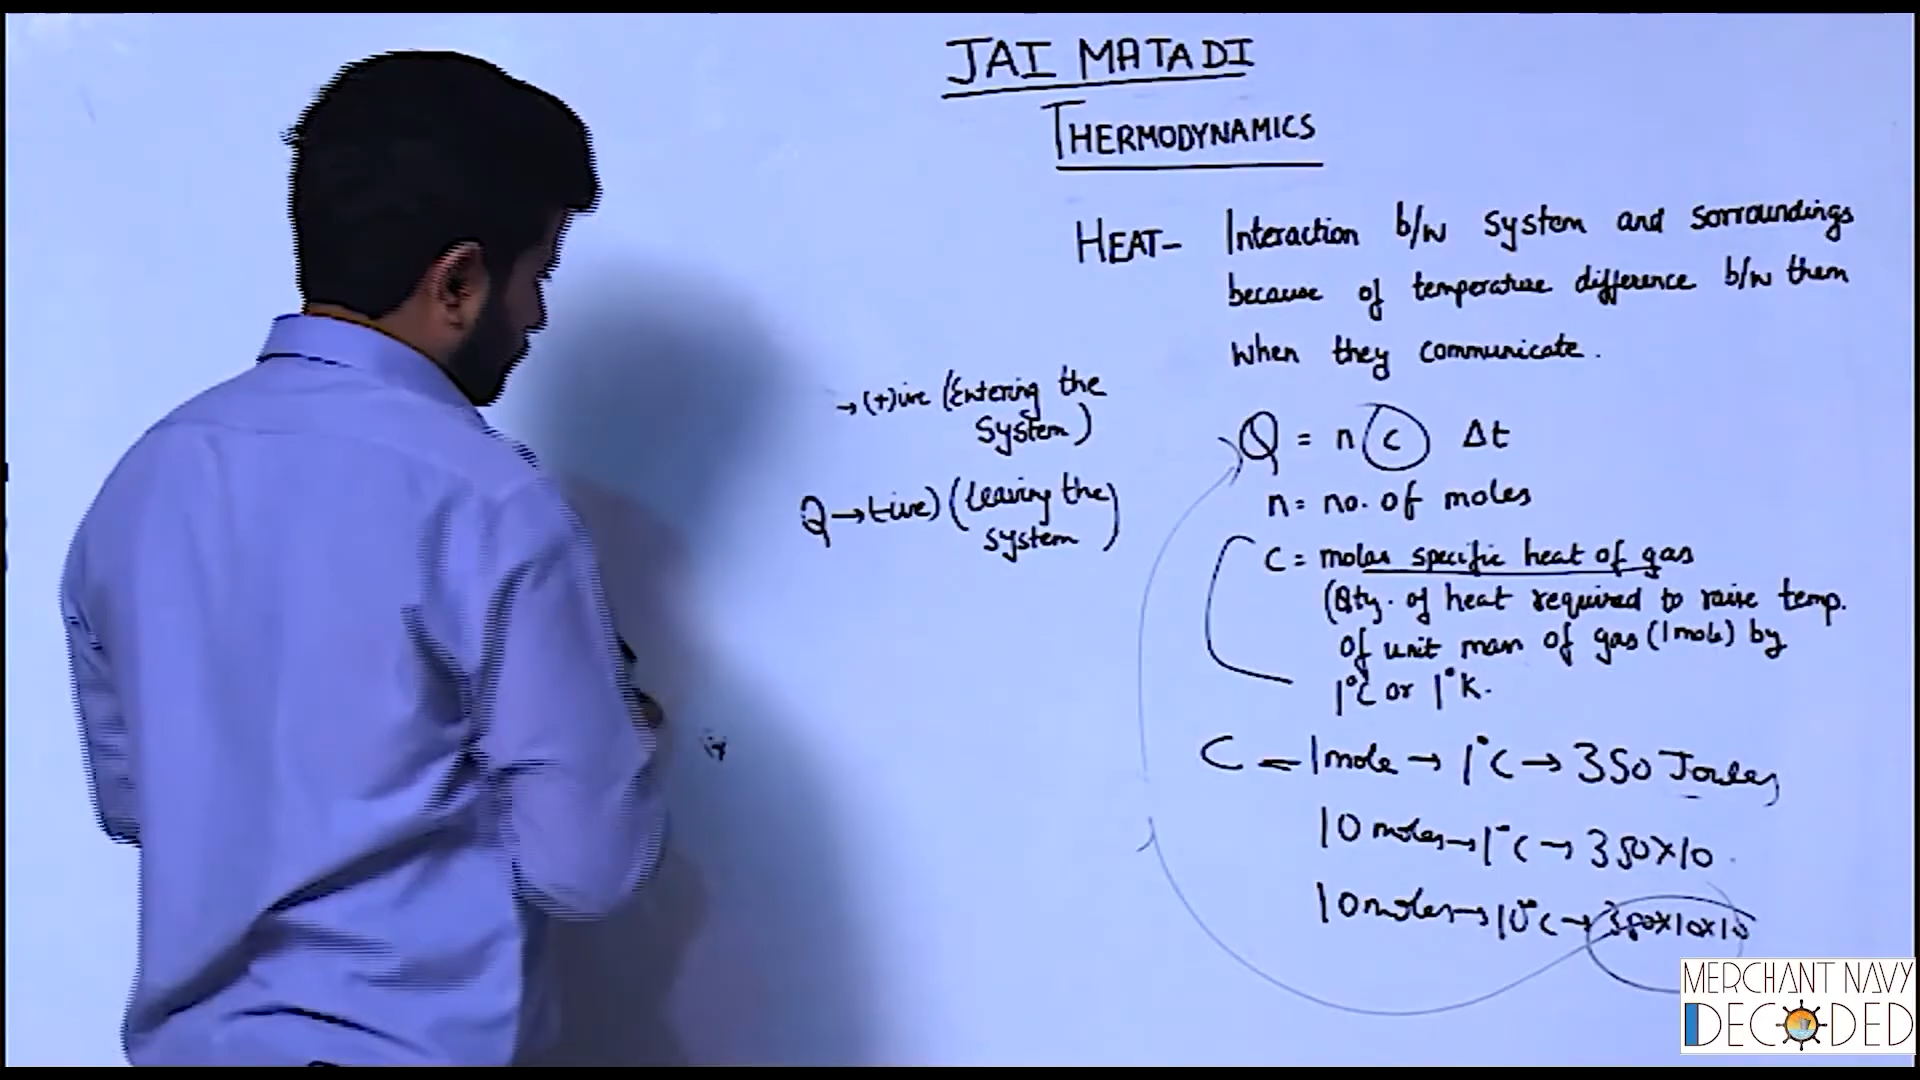 JAI MATA DI
THERMODYNAMICS
HEAT- Interaction b/w system and sorroundings
because of temperature difference b/w them
when they communicate.
→ (+)ive (Entering the
System)
Q → (-ive) (Leaving the
system)
Q = n c Δt
n = no. of moles
C = molar specific heat of gas
(Qty. of heat required to raise temp.
of unit mass of gas (1 mole) by
1°C or 1°K.
C = 1 mole → 1°C → 350 Joules
10 moles → 1°C → 350×10
10 moles → 10°C → 350×10×10
MERCHANT NAVY
DECODED